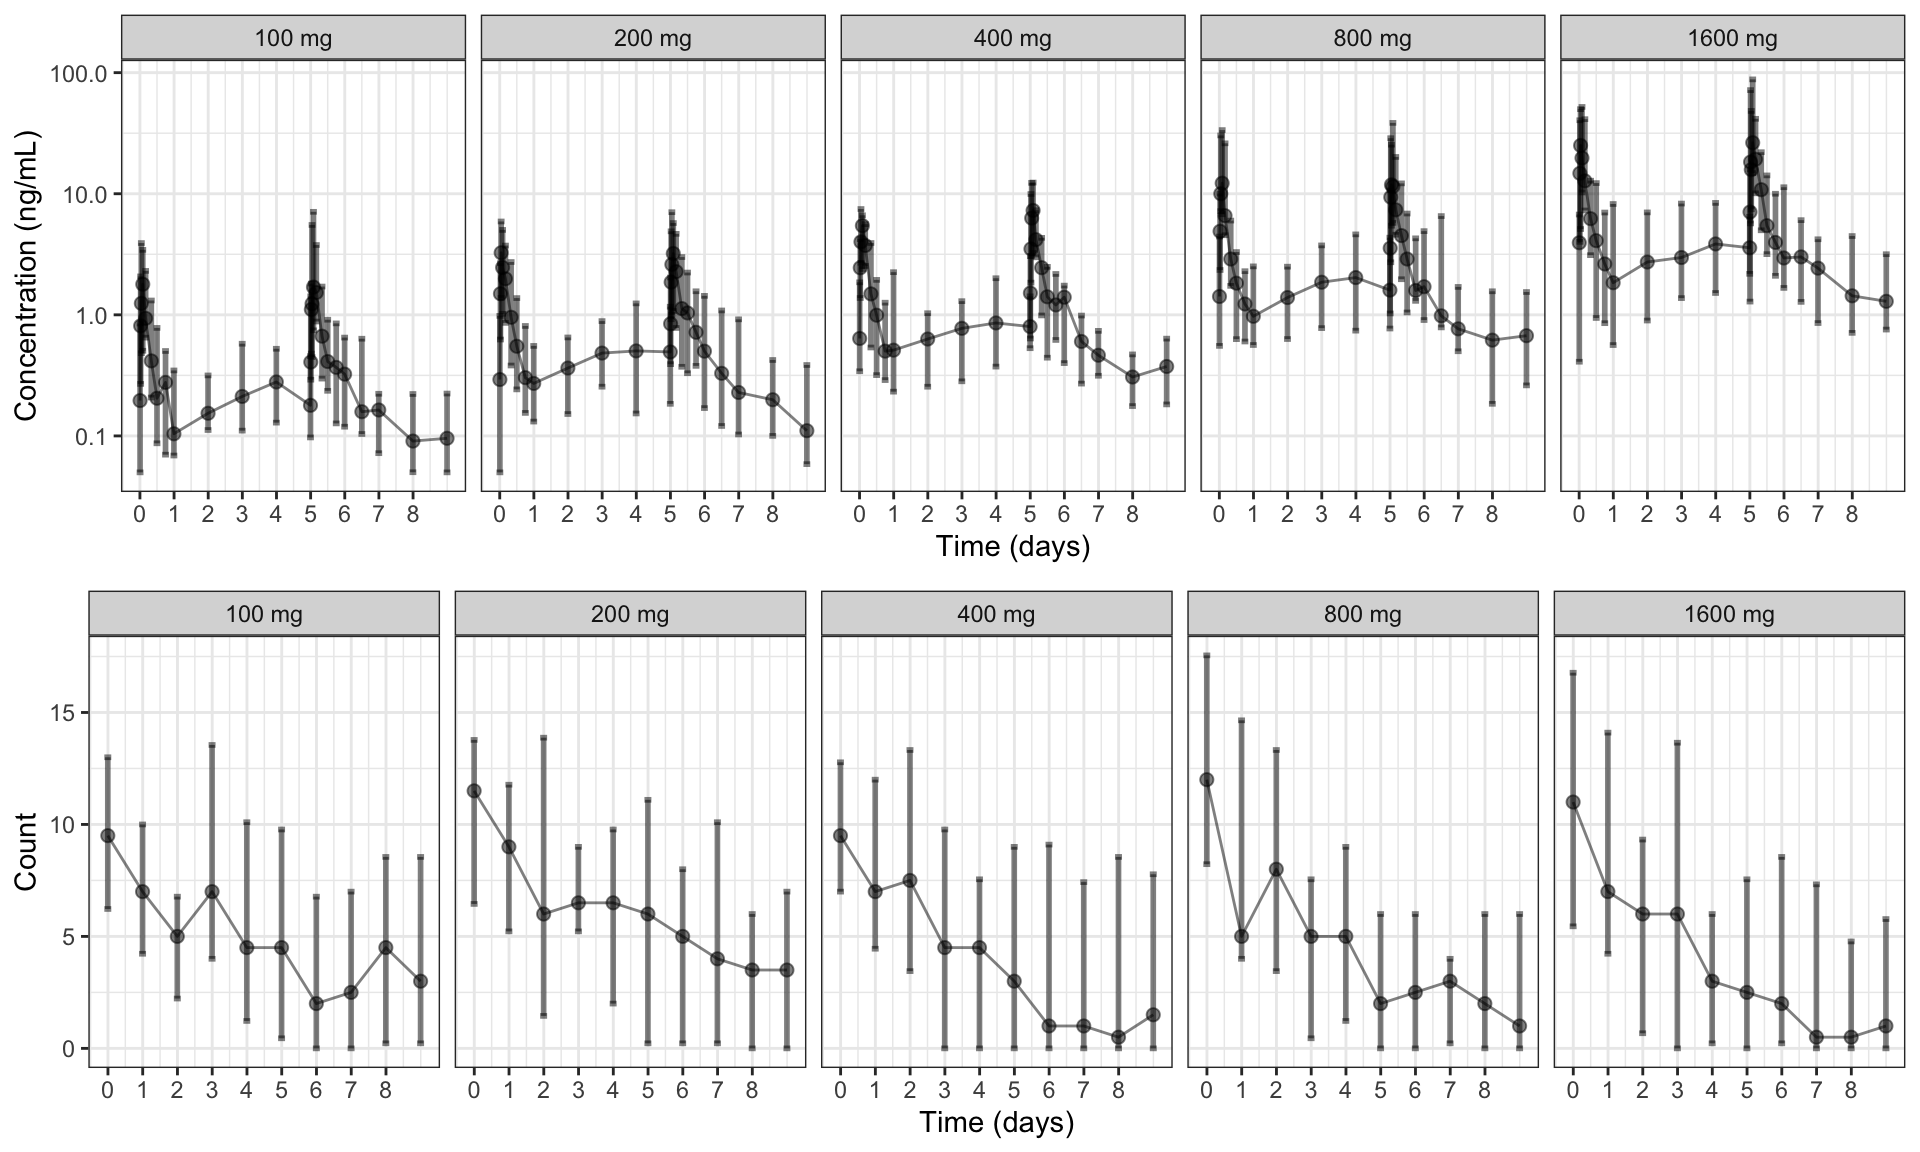 100 mg 200 mg 400 mg 800 mg 1600 mg
Concentration (ng/mL)
100.0
10.0
1.0
0.1
0 1 2 3 4 5 6 7 8 0 1 2 3 4 5 6 7 8 0 1 2 3 4 5 6 7 8 0 1 2 3 4 5 6 7 8 0 1 2 3 4 5 6 7 8
Time (days)
100 mg 200 mg 400 mg 800 mg 1600 mg
Count
15
10
5
0
0 1 2 3 4 5 6 7 8 0 1 2 3 4 5 6 7 8 0 1 2 3 4 5 6 7 8 0 1 2 3 4 5 6 7 8 0 1 2 3 4 5 6 7 8
Time (days)